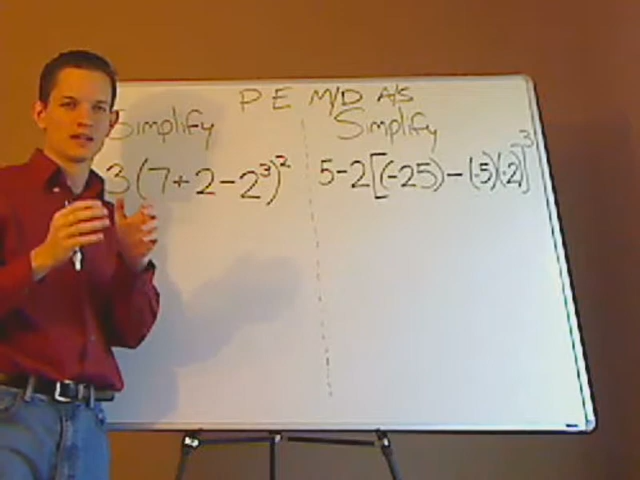 P E M/D A/S
Simplify
3(7+2-2³)²
Simplify
5-2[(-25)-(-5)(-2)]³